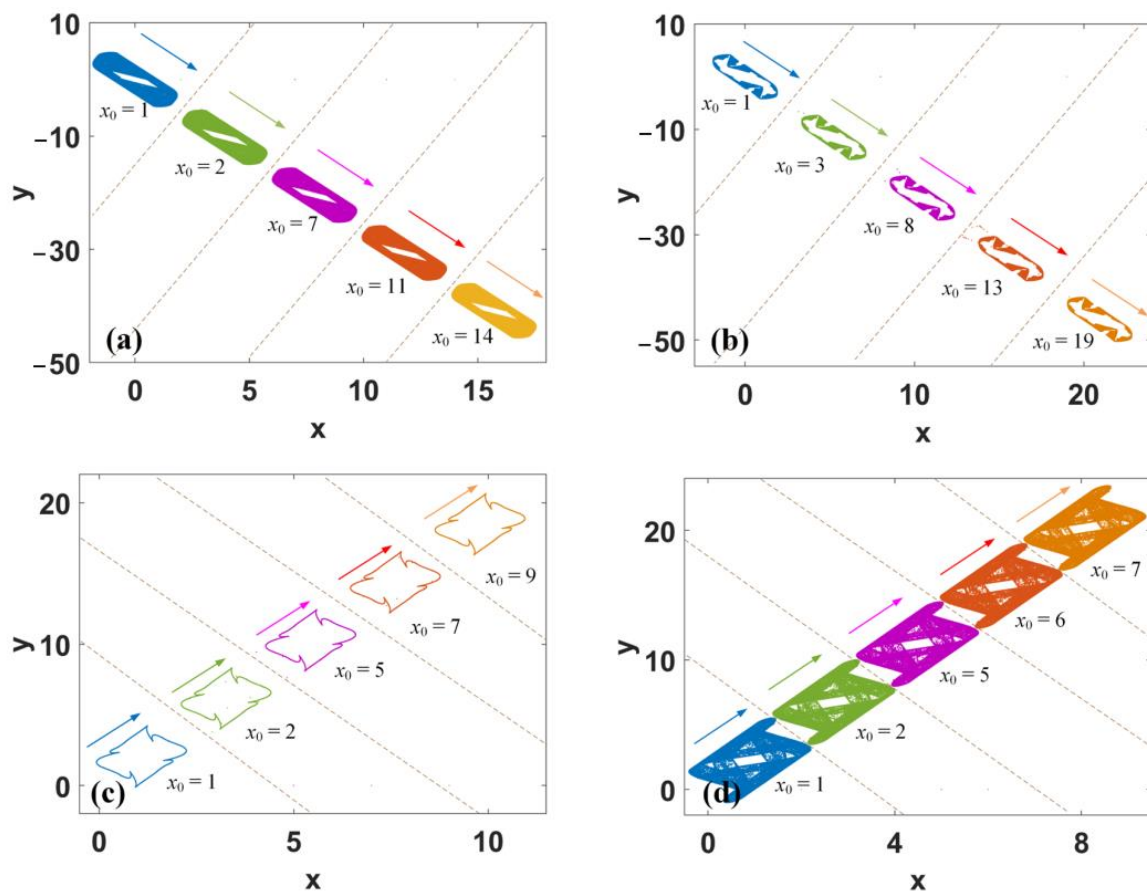 10
−10
−30
−50
y
x₀ = 1
x₀ = 2
x₀ = 7
x₀ = 11
x₀ = 14
(a)
0
5
10
15
x
10
−10
−30
−50
y
x₀ = 1
x₀ = 3
x₀ = 8
x₀ = 13
x₀ = 19
(b)
0
10
20
x
20
10
0
y
x₀ = 9
x₀ = 7
x₀ = 5
x₀ = 2
x₀ = 1
(c)
0
5
10
x
20
10
0
y
x₀ = 7
x₀ = 6
x₀ = 5
x₀ = 2
x₀ = 1
(d)
0
4
8
x